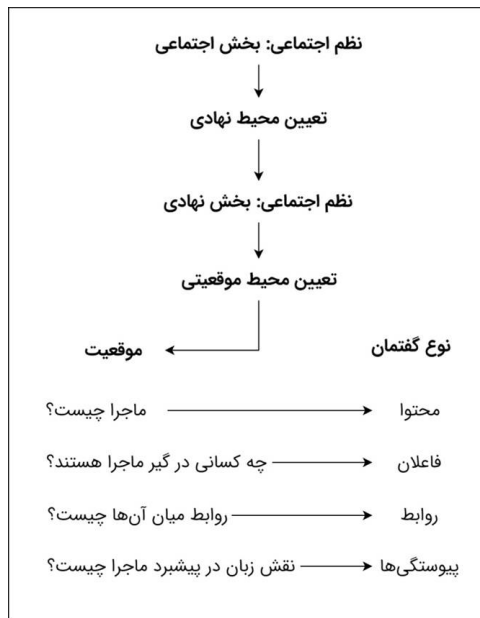 نظم اجتماعی: بخش اجتماعی
تعیین محیط نهادی
نظم اجتماعی: بخش نهادی
تعیین محیط موقعیتی
نوع گفتمان موقعیت
محتوا ماجرا چیست؟
فاعلان چه کسانی در گیر ماجرا هستند؟
روابط روابط میان آن‌ها چیست؟
پیوستگی‌ها نقش زبان در پیشبرد ماجرا چیست؟